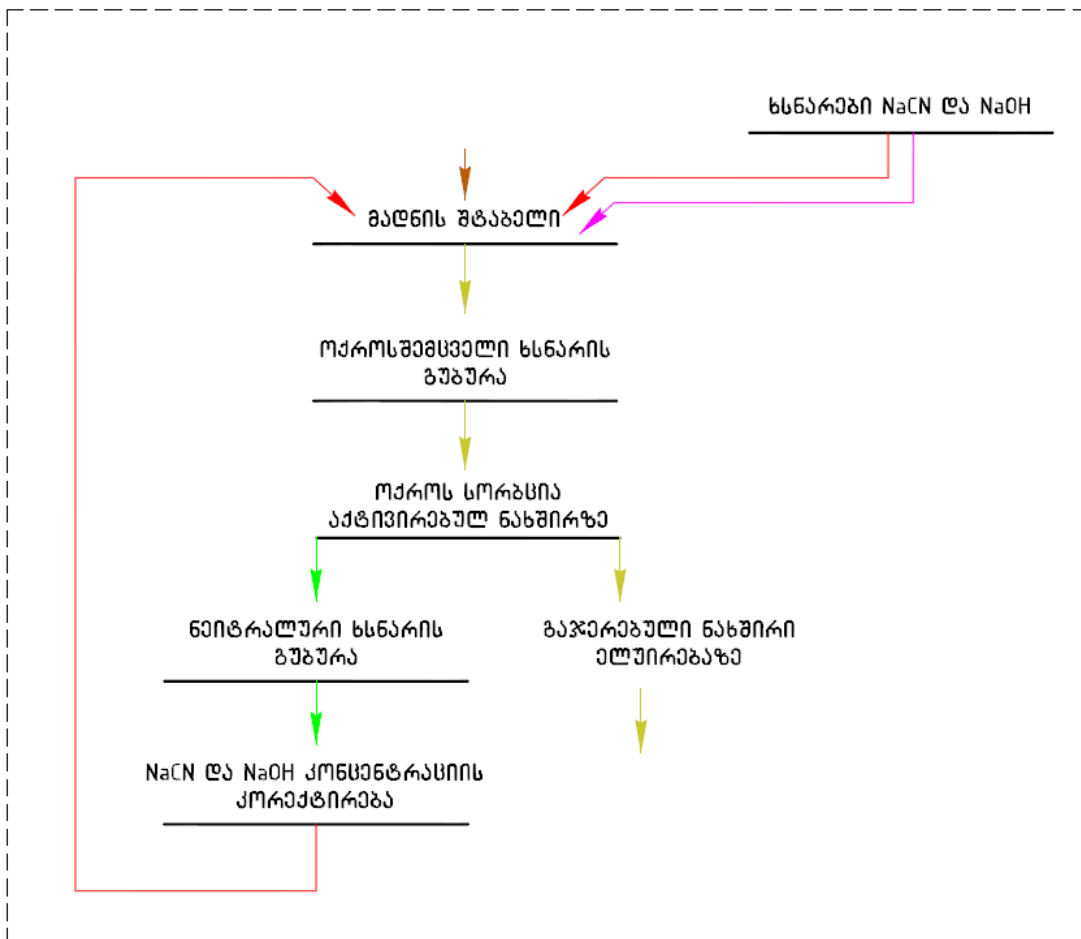 ხსნარები NaCN და NaOH
მადნის შტაბელი
ოქროსშემცველი ხსნარის
გუბურა
ოქროს სორბცია
აქტივირებულ ნახშირზე
ნეიტრალური ხსნარის
გუბურა
გაჯერებული ნახშირი
ელუირებაზე
NaCN და NaOH კონცენტრაციის
კორექტირება